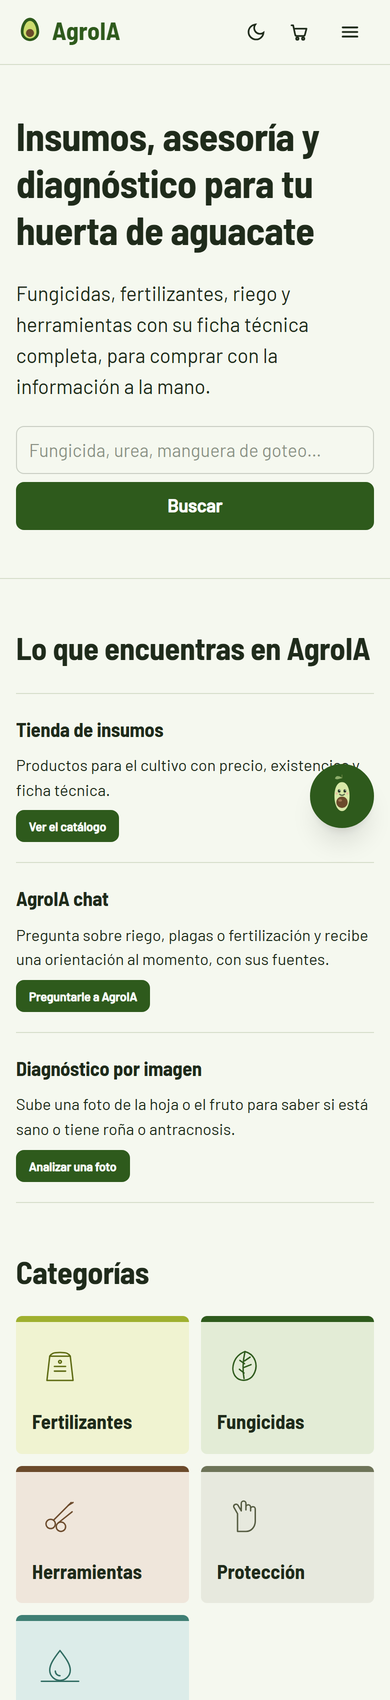 AgroIA
Insumos, asesoría y
diagnóstico para tu
huerta de aguacate
Fungicidas, fertilizantes, riego y
herramientas con su ficha técnica
completa, para comprar con la
información a la mano.
Fungicida, urea, manguera de goteo...
Buscar
Lo que encuentras en AgroIA
Tienda de insumos
Productos para el cultivo con precio, existencias y
ficha técnica.
Ver el catálogo
AgroIA chat
Pregunta sobre riego, plagas o fertilización y recibe
una orientación al momento, con sus fuentes.
Preguntarle a AgroIA
Diagnóstico por imagen
Sube una foto de la hoja o el fruto para saber si está
sano o tiene roña o antracnosis.
Analizar una foto
Categorías
Fertilizantes
Fungicidas
Herramientas
Protección